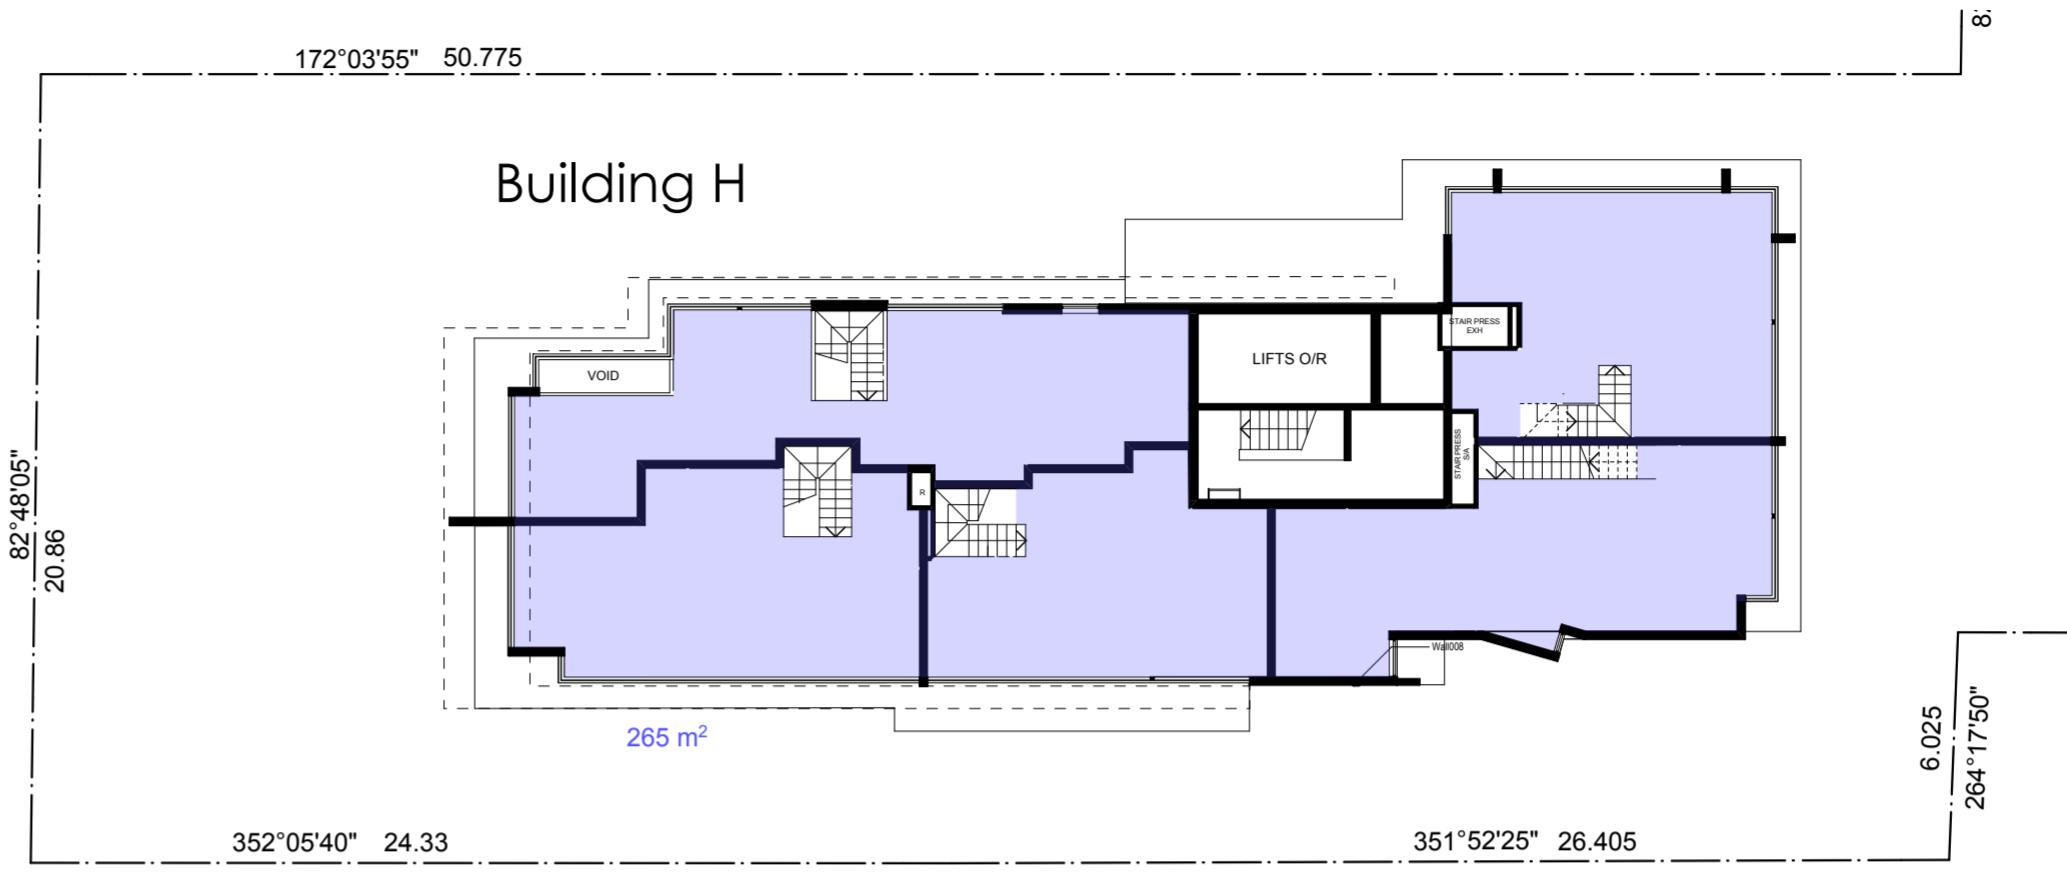 172°03'55" 50.775
Building H
STAIR PRESS
EXH
LIFTS O/R
VOID
STAIR PRESS
S/A
R
82°48'05"
20.86
Wall008
265 m²
6.025
264°17'50"
352°05'40" 24.33
351°52'25" 26.405